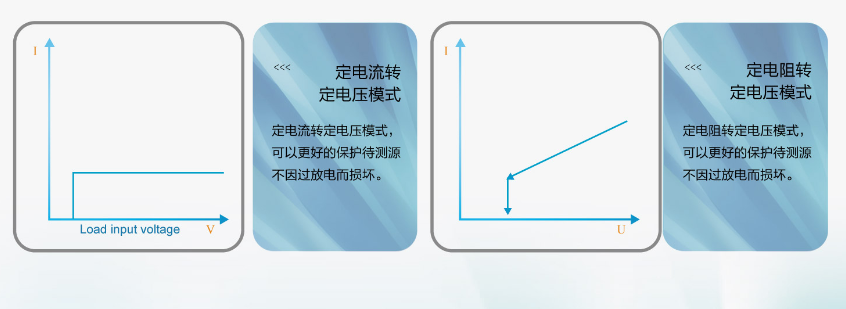 I
Load input voltage
V
<<<
定电流转
定电压模式
定电流转定电压模式，
可以更好的保护待测源
不因过放电而损坏。
I
U
<<<
定电阻转
定电压模式
定电阻转定电压模式，
可以更好的保护待测源
不因过放电而损坏。